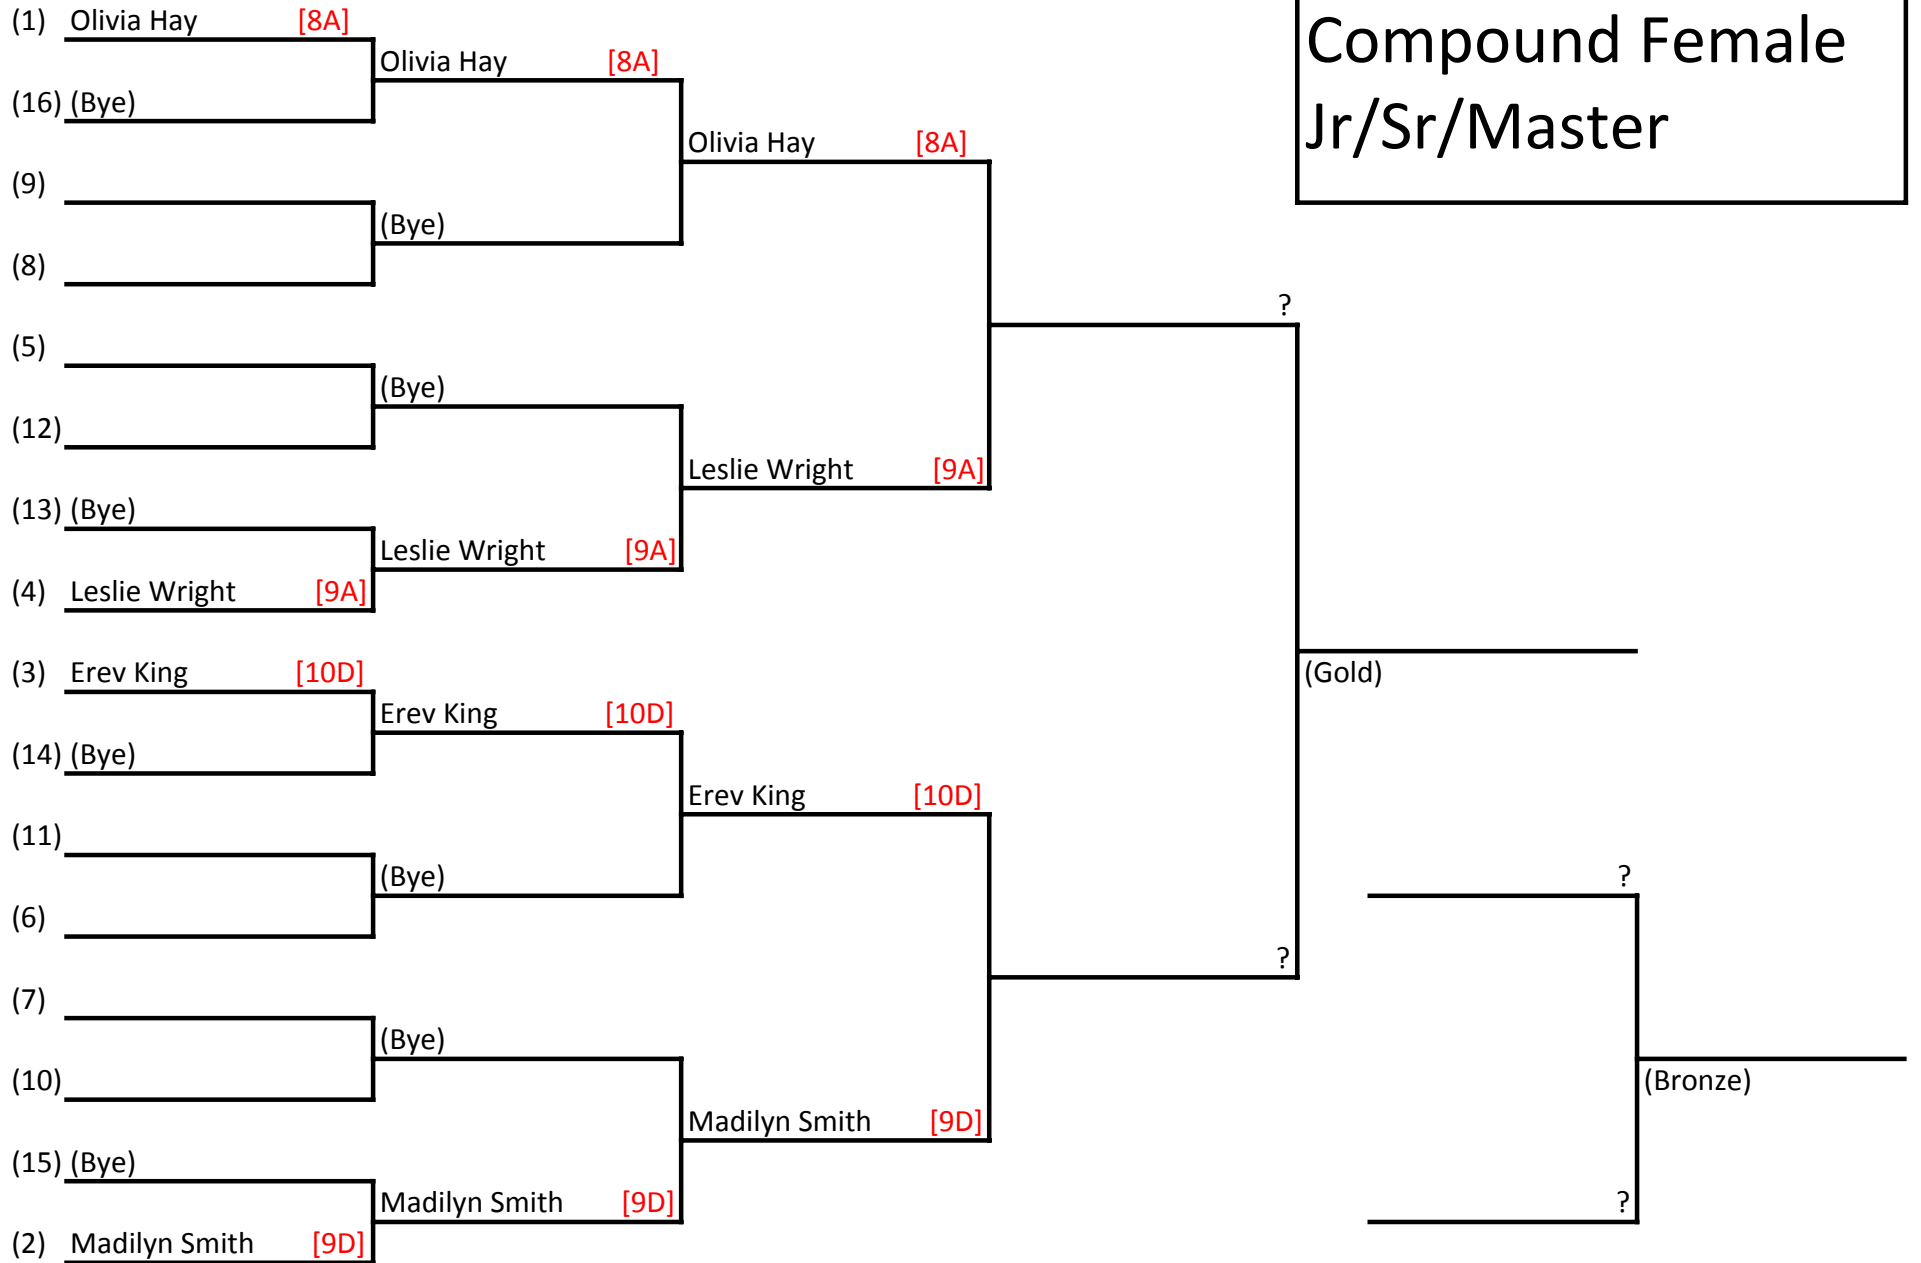 (1) Olivia Hay [8A]
Olivia Hay [8A]
(16) (Bye)
Olivia Hay [8A]
(9)
(Bye)
(8)
?
(5)
(Bye)
(12)
Leslie Wright [9A]
(13) (Bye)
Leslie Wright [9A]
(4) Leslie Wright [9A]
(3) Erev King [10D]
(Gold)
Erev King [10D]
(14) (Bye)
Erev King [10D]
(11)
(Bye)
?
(6)
?
(7)
(Bye)
(10)
(Bronze)
Madilyn Smith [9D]
(15) (Bye)
Madilyn Smith [9D]
?
(2) Madilyn Smith [9D]
Compound Female
Jr/Sr/Master